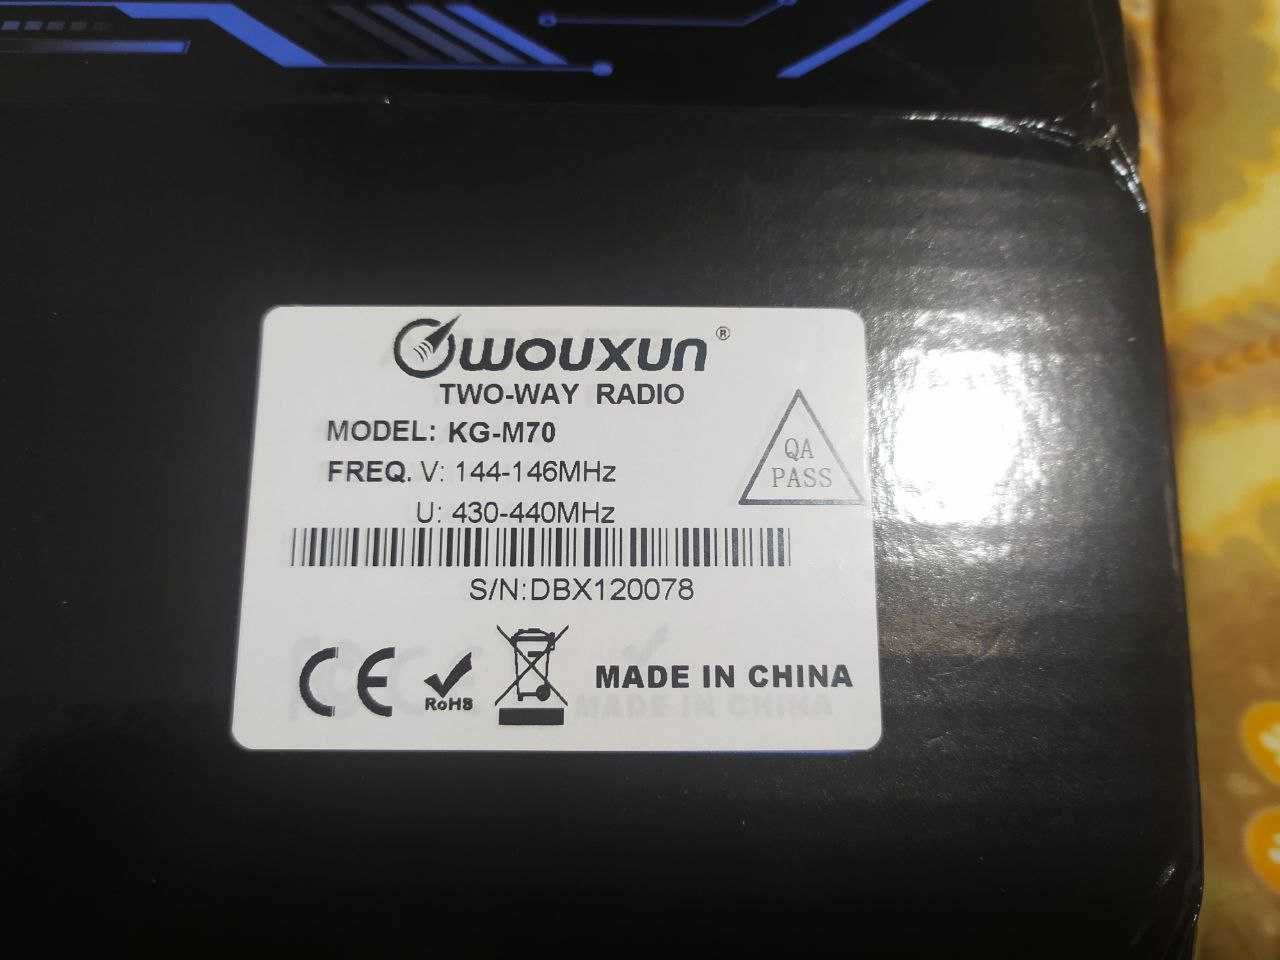 WOUXUN®
TWO-WAY RADIO
MODEL: KG-M70
FREQ. V: 144-146MHz
U: 430-440MHz
QA
PASS
S/N:DBX120078
CE
RoHS
MADE IN CHINA